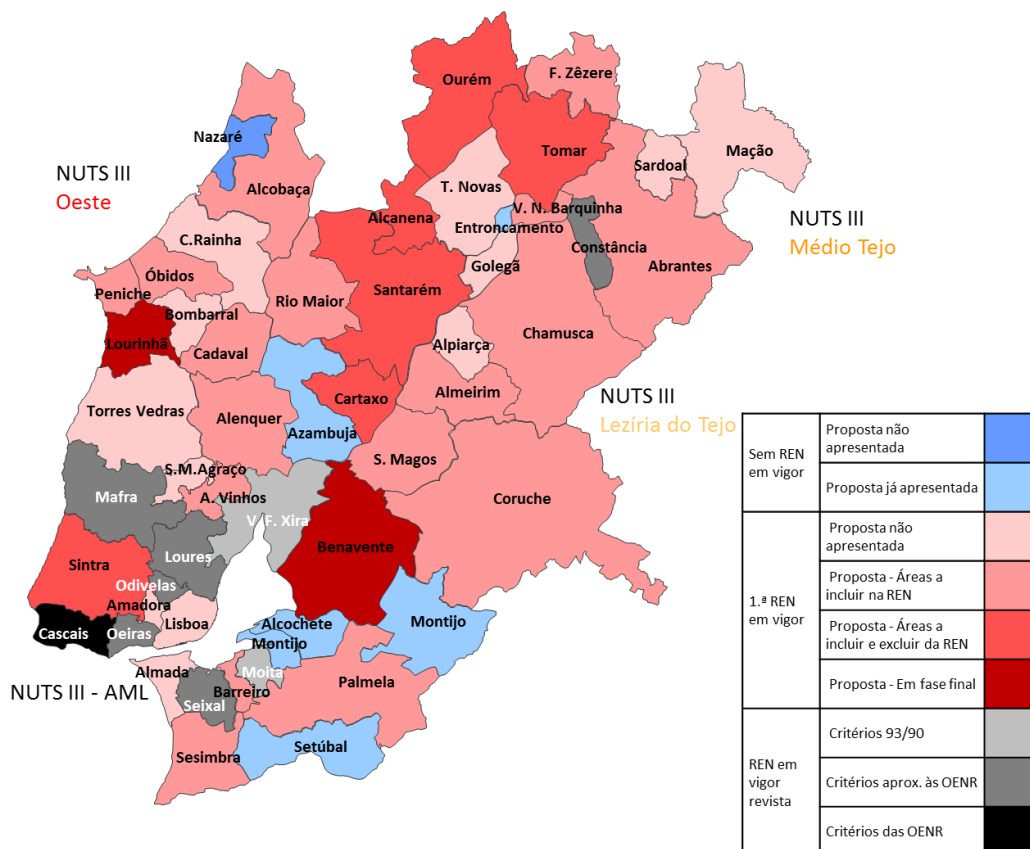 Ourém
F. Zêzere
Nazaré
Tomar
Sardoal
Mação
NUTS III
Oeste
Alcobaça
T. Novas
Alcanena
V. N. Barquinha
Entroncamento
NUTS III
Médio Tejo
C.Rainha
Constância
Golegã
Abrantes
Óbidos
Peniche
Rio Maior
Santarém
Bombarral
Chamusca
Lourinhã
Cadaval
Alpiarça
Cartaxo
Almeirim
NUTS III
Lezíria do Tejo
Torres Vedras
Alenquer
Azambuja
S. Magos
S.M.Agraço
Mafra
A. Vinhos
Coruche
V. F. Xira
Benavente
Loures
Sintra
Odivelas
Amadora
Lisboa
Cascais
Oeiras
Alcochete
Montijo
Montijo
Almada
Moita
NUTS III - AML
Barreiro
Palmela
Seixal
Sesimbra
Setúbal
Sem REN
em vigor
Proposta não
apresentada
Proposta já apresentada
1.ª REN
em vigor
Proposta não
apresentada
Proposta - Áreas a
incluir na REN
Proposta - Áreas a
incluir e excluir da REN
Proposta - Em fase final
REN em
vigor
revista
Critérios 93/90
Critérios aprox. às OENR
Critérios das OENR